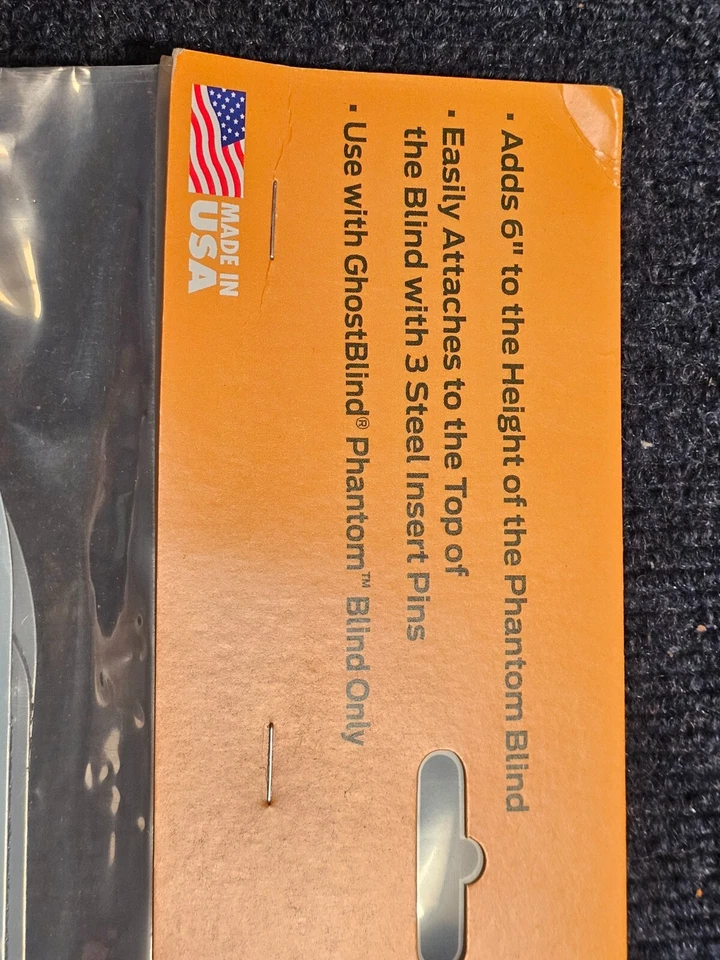 · Adds 6" to the Height of the Phantom Blind
· Easily Attaches to the Top of
the Blind with 3 Steel Insert Pins
· Use with GhostBlind® Phantom™ Blind Only
MADE IN
USA